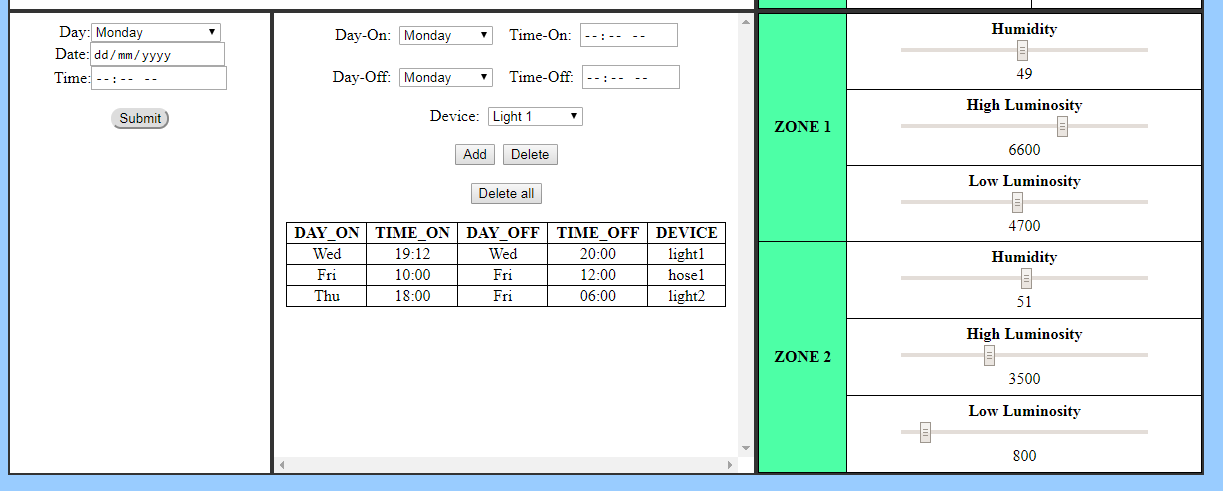 Day: Monday
Date: dd/mm/yyyy
Time: --:-- --
Submit
Day-On: Monday Time-On: --:-- --
Day-Off: Monday Time-Off: --:-- --
Device: Light 1
Add Delete
Delete all
DAY_ON TIME_ON DAY_OFF TIME_OFF DEVICE
Wed 19:12 Wed 20:00 light1
Fri 10:00 Fri 12:00 hose1
Thu 18:00 Fri 06:00 light2
ZONE 1
Humidity
49
High Luminosity
6600
Low Luminosity
4700
ZONE 2
Humidity
51
High Luminosity
3500
Low Luminosity
800